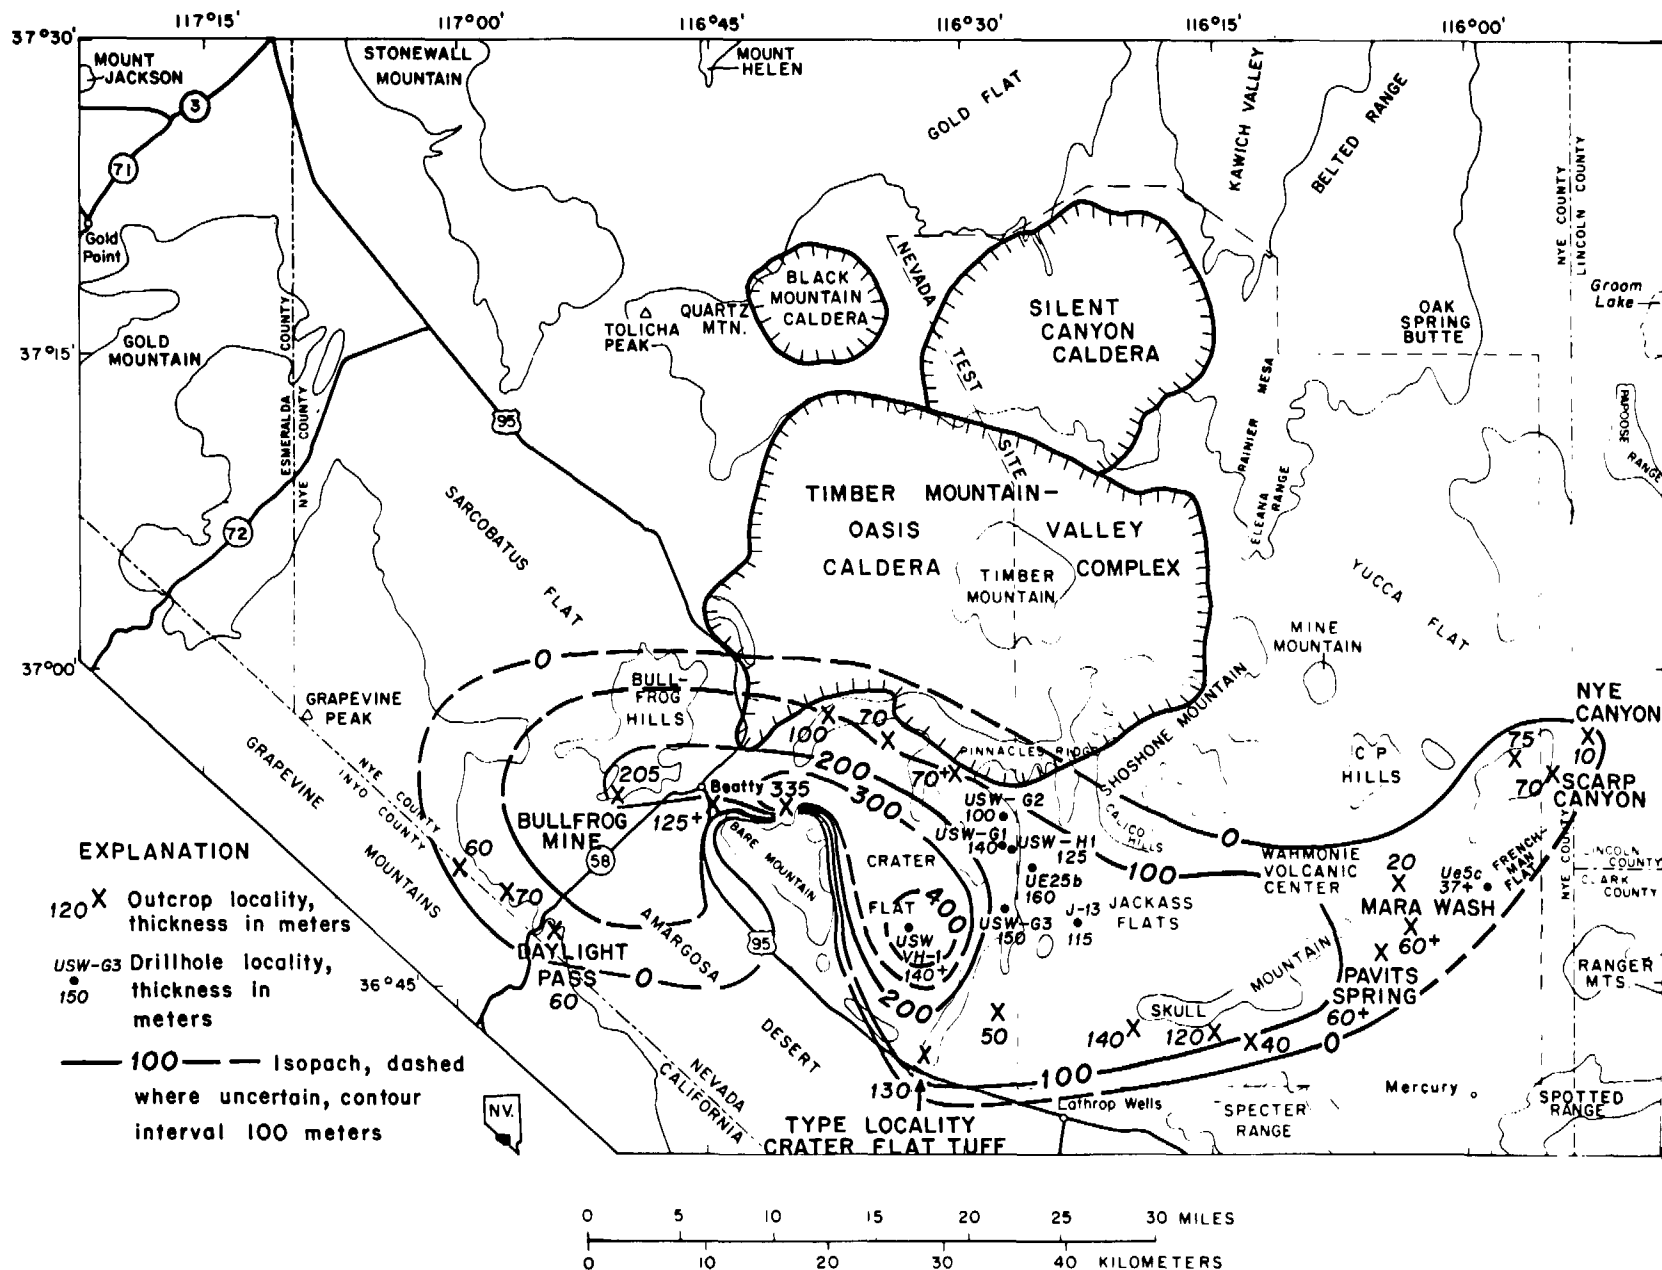 117°15'
117°00'
116°45'
116°30'
116°15'
116°00'
37°30'
MOUNT
JACKSON
STONEWALL
MOUNTAIN
MOUNT
HELEN
GOLD FLAT
KAWICH VALLEY
BELTED RANGE
NYE COUNTY
LINCOLN COUNTY
3
71
Gold
Point
NEVADA
TEST
SITE
BLACK
MOUNTAIN
CALDERA
SILENT
CANYON
CALDERA
OAK
SPRING
BUTTE
Groom
Lake
TOLICHA
PEAK
QUARTZ
MTN.
37°15'
GOLD
MOUNTAIN
ESMERALDA COUNTY
NYE COUNTY
95
72
SARCOBATUS FLAT
TIMBER MOUNTAIN-
OASIS VALLEY
CALDERA COMPLEX
TIMBER
MOUNTAIN
RAINIER MESA
ELEANA
RANGE
PAPOOSE
RANGE
YUCCA FLAT
MINE
MOUNTAIN
37°00'
0
BULL-
FROG
HILLS
GRAPEVINE
PEAK
GRAPEVINE
MOUNTAINS
NYE COUNTY
INYO COUNTY
100
70
PINNACLES RIDGE
SHOSHONE MOUNTAIN
NYE
CANYON
75
10
C P
HILLS
70
SCARP
CANYON
200
300
70+
205
Beatty
335
125+
BARE MOUNTAIN
BULLFROG
MINE
58
USW-G2
100
USW-G1
140
USW-H1
125
CALICO
HILLS
UE25b
160
CRATER
FLAT
400
USW
VH-1
140+
USW-G3
150
J-13
115
JACKASS
FLATS
0
100
WAHMONIE
VOLCANIC
CENTER
20
MARA WASH
Ue5c
37+
FRENCH-
MAN
FLAT
NYE COUNTY
LINCOLN
COUNTY
CLARK
COUNTY
60+
PAVITS
SPRING
60+
RANGER
MTS.
60
70
DAYLIGHT
PASS
60
0
AMARGOSA
DESERT
95
36°45'
200
50
SKULL
MOUNTAIN
140
120
40
0
130
100
Lathrop Wells
Mercury
SPECTER
RANGE
SPOTTED
RANGE
NEVADA
CALIFORNIA
TYPE LOCALITY
CRATER FLAT TUFF
EXPLANATION
120 X Outcrop locality,
thickness in meters
USW-G3
150
Drillhole locality,
thickness in
meters
100 Isopach, dashed
where uncertain, contour
interval 100 meters
NV.
0 5 10 15 20 25 30 MILES
0 10 20 30 40 KILOMETERS